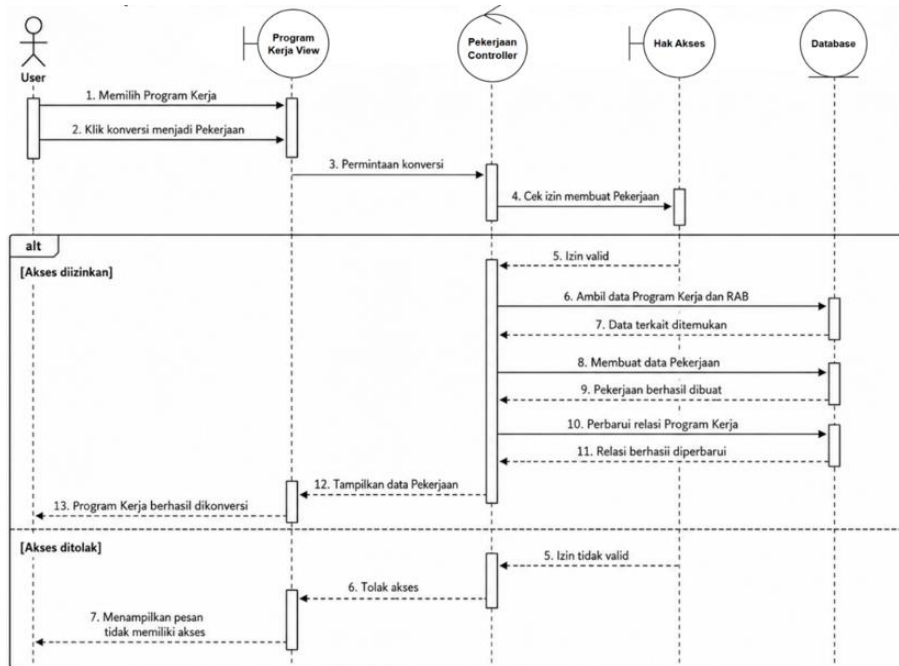 Program
Kerja View
Pekerjaan
Controller
Hak Akses
Database
User
1. Memilih Program Kerja
2. Klik konversi menjadi Pekerjaan
3. Permintaan konversi
4. Cek izin membuat Pekerjaan
alt
[Akses diizinkan]
5. Izin valid
6. Ambil data Program Kerja dan RAB
7. Data terkait ditemukan
8. Membuat data Pekerjaan
9. Pekerjaan berhasil dibuat
10. Perbarui relasi Program Kerja
11. Relasi berhasii diperbarui
12. Tampilkan data Pekerjaan
13. Program Kerja berhasil dikonversi
[Akses ditolak]
5. Izin tidak valid
6. Tolak akses
7. Menampilkan pesan
tidak memiliki akses